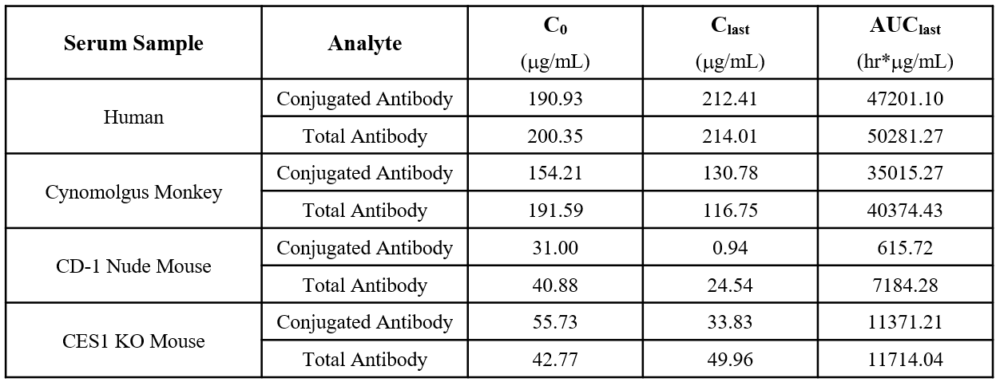 Serum Sample Analyte C0 (μg/mL) Clast (μg/mL) AUClast (hr*μg/mL)
Human Conjugated Antibody 190.93 212.41 47201.10
Total Antibody 200.35 214.01 50281.27
Cynomolgus Monkey Conjugated Antibody 154.21 130.78 35015.27
Total Antibody 191.59 116.75 40374.43
CD-1 Nude Mouse Conjugated Antibody 31.00 0.94 615.72
Total Antibody 40.88 24.54 7184.28
CES1 KO Mouse Conjugated Antibody 55.73 33.83 11371.21
Total Antibody 42.77 49.96 11714.04